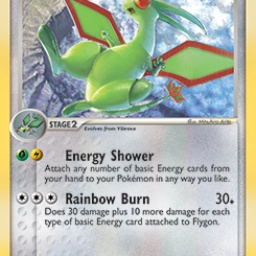 STAGE 2
Evolves from Vibrava
Energy Shower
Attach any number of basic Energy cards from
your hand to your Pokémon in any way you like.
Rainbow Burn 30+
Does 30 damage plus 10 more damage for each
type of basic Energy card attached to Flygon.